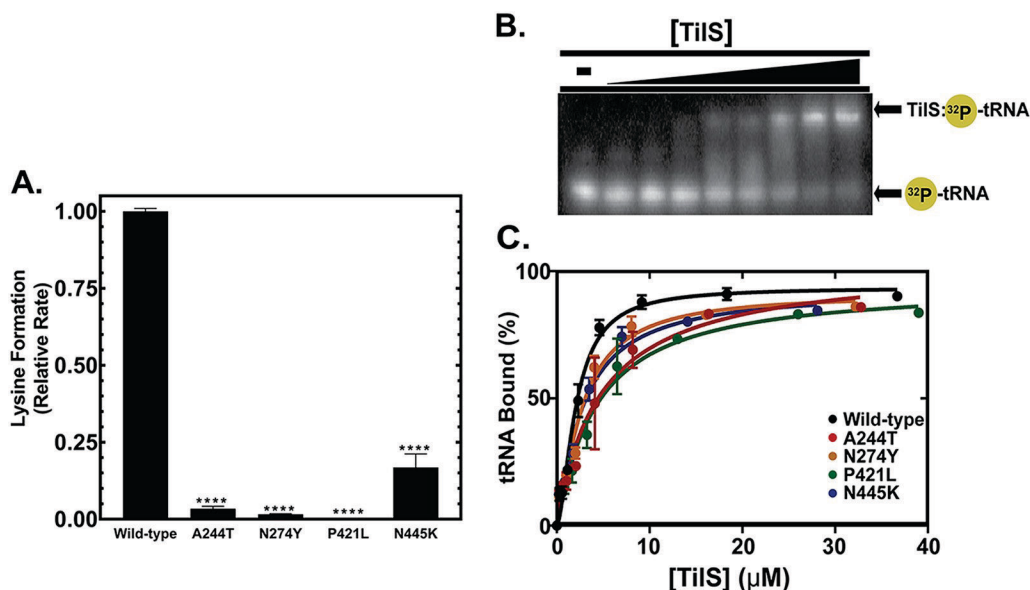 A.
Lysine Formation
(Relative Rate)
1.00
0.75
0.50
0.25
0.00
****
****
****
****
Wild-type A244T N274Y P421L N445K
B.
[TilS]
-
TilS:32P-tRNA
32P-tRNA
C.
tRNA Bound (%)
100
50
0
0 10 20 30 40
[TilS] (μM)
Wild-type
A244T
N274Y
P421L
N445K